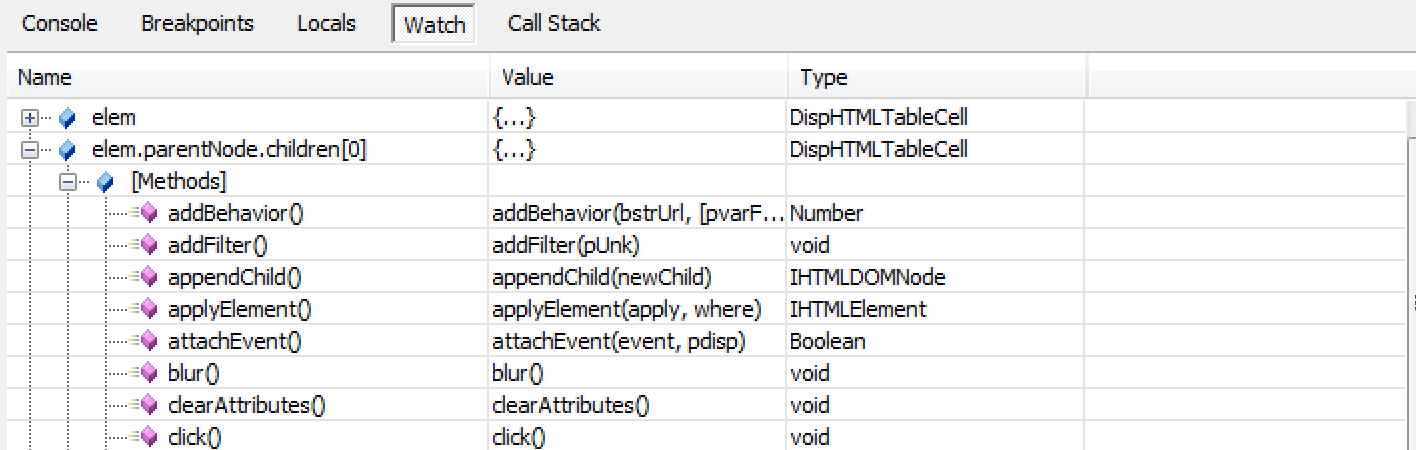 Console Breakpoints Locals Watch Call Stack
Name Value Type
elem {...} DispHTMLTableCell
elem.parentNode.children[0] {...} DispHTMLTableCell
[Methods]
addBehavior() addBehavior(bstrUrl, [pvarF... Number
addFilter() addFilter(pUnk) void
appendChild() appendChild(newChild) IHTMLDOMNode
applyElement() applyElement(apply, where) IHTMLElement
attachEvent() attachEvent(event, pdisp) Boolean
blur() blur() void
clearAttributes() clearAttributes() void
click() click() void